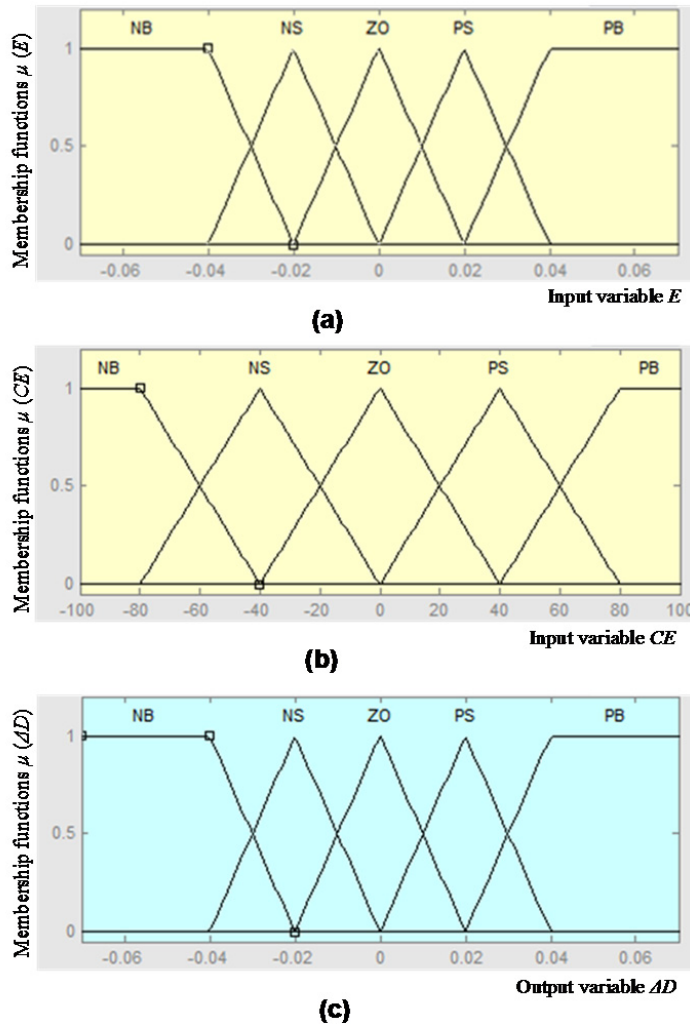 NB NS ZO PS PB
1
0.5
0
-0.06 -0.04 -0.02 0 0.02 0.04 0.06
Membership functions μ (E)
Input variable E
(a)
NB NS ZO PS PB
1
0.5
0
-100 -80 -60 -40 -20 0 20 40 60 80 100
Membership functions μ (CE)
Input variable CE
(b)
NB NS ZO PS PB
1
0.5
0
-0.06 -0.04 -0.02 0 0.02 0.04 0.06
Membership functions μ (ΔD)
Output variable ΔD
(c)